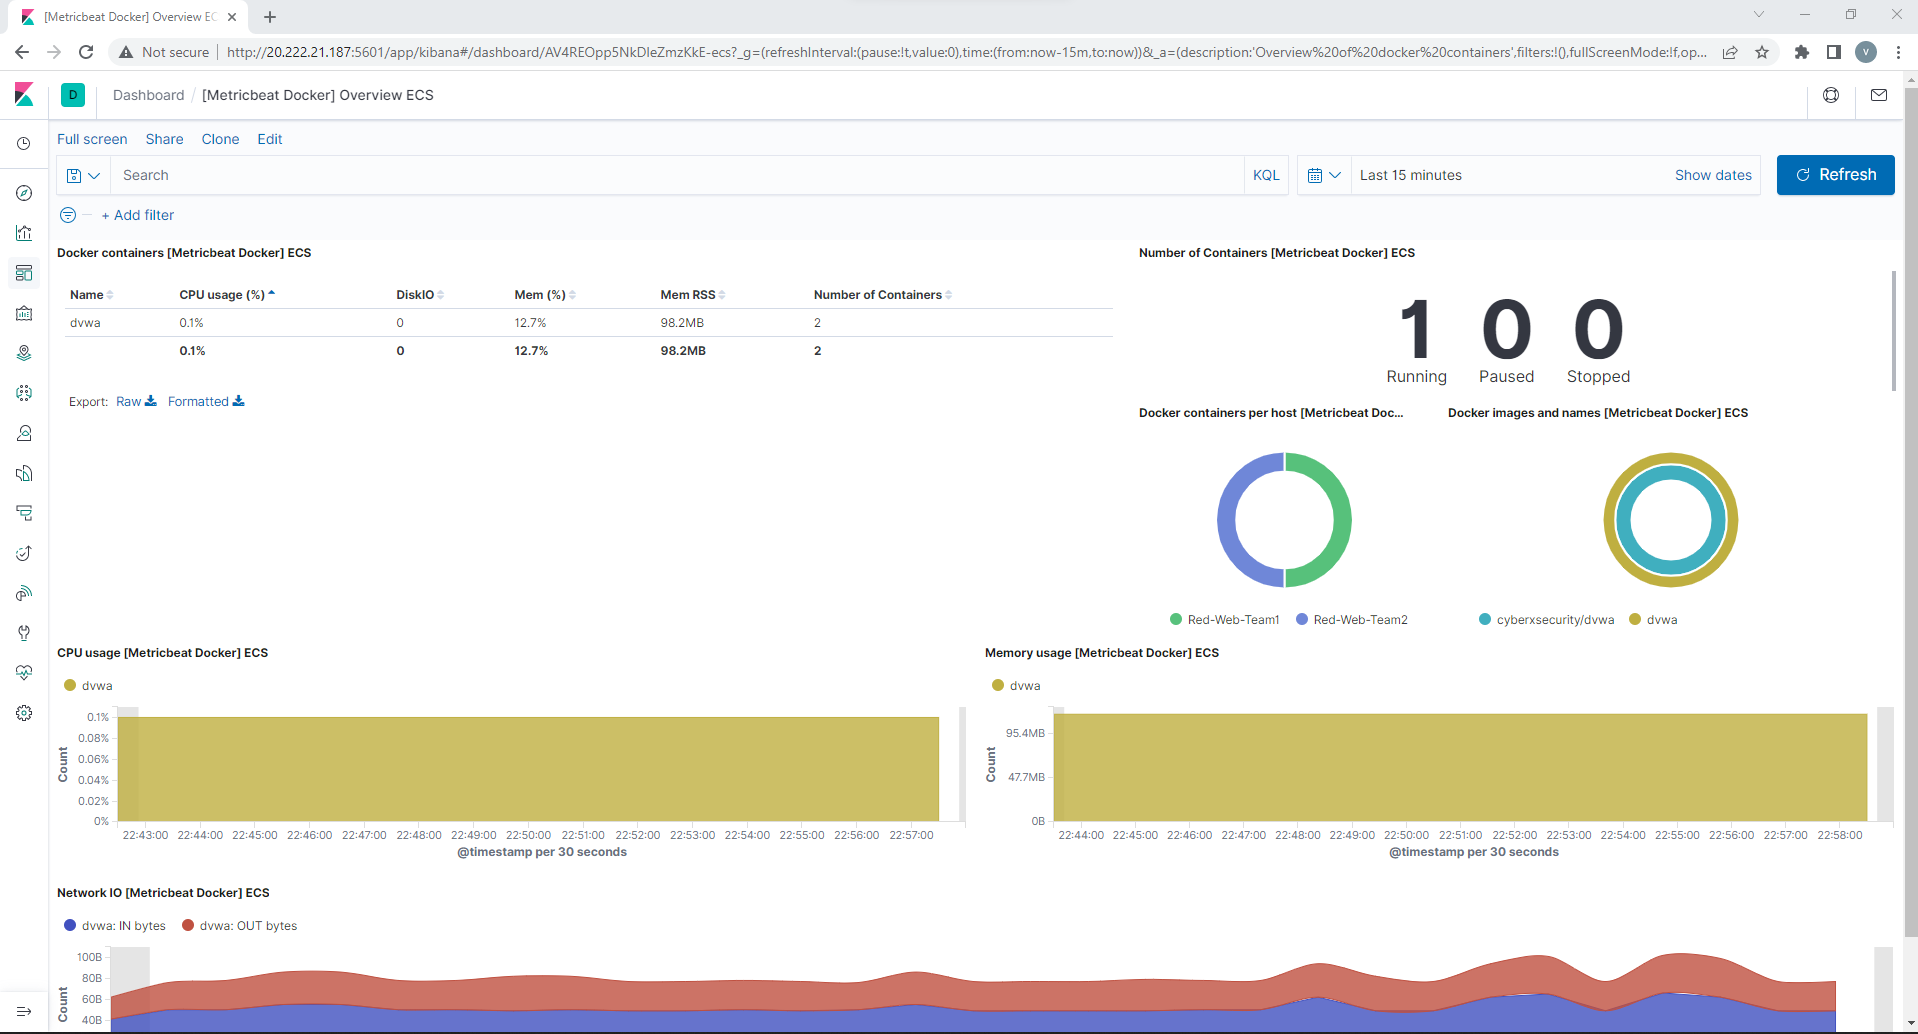 [Metricbeat Docker] Overview EC
Not secure
http://20.222.21.187:5601/app/kibana#/dashboard/AV4REOpp5NkDleZmzKkE-ecs?_g=(refreshInterval:(pause:!t,value:0),time:(from:now-15m,to:now))&_a=(description:'Overview%20of%20docker%20containers',filters:!(),fullScreenMode:!f,op...
v
D
Dashboard / [Metricbeat Docker] Overview ECS
Full screen Share Clone Edit
Search KQL Last 15 minutes Show dates Refresh
+ Add filter
Docker containers [Metricbeat Docker] ECS
Name CPU usage (%) DiskIO Mem (%) Mem RSS Number of Containers
dvwa 0.1% 0 12.7% 98.2MB 2
0.1% 0 12.7% 98.2MB 2
Export: Raw Formatted
Number of Containers [Metricbeat Docker] ECS
1 0 0
Running Paused Stopped
Docker containers per host [Metricbeat Doc...
Red-Web-Team1 Red-Web-Team2
Docker images and names [Metricbeat Docker] ECS
cyberxsecurity/dvwa dvwa
CPU usage [Metricbeat Docker] ECS
dvwa
Count
0.1%
0.08%
0.06%
0.04%
0.02%
0%
22:43:00 22:44:00 22:45:00 22:46:00 22:47:00 22:48:00 22:49:00 22:50:00 22:51:00 22:52:00 22:53:00 22:54:00 22:55:00 22:56:00 22:57:00
@timestamp per 30 seconds
Memory usage [Metricbeat Docker] ECS
dvwa
Count
95.4MB
47.7MB
0B
22:44:00 22:45:00 22:46:00 22:47:00 22:48:00 22:49:00 22:50:00 22:51:00 22:52:00 22:53:00 22:54:00 22:55:00 22:56:00 22:57:00 22:58:00
@timestamp per 30 seconds
Network IO [Metricbeat Docker] ECS
dvwa: IN bytes dvwa: OUT bytes
Count
100B
80B
60B
40B